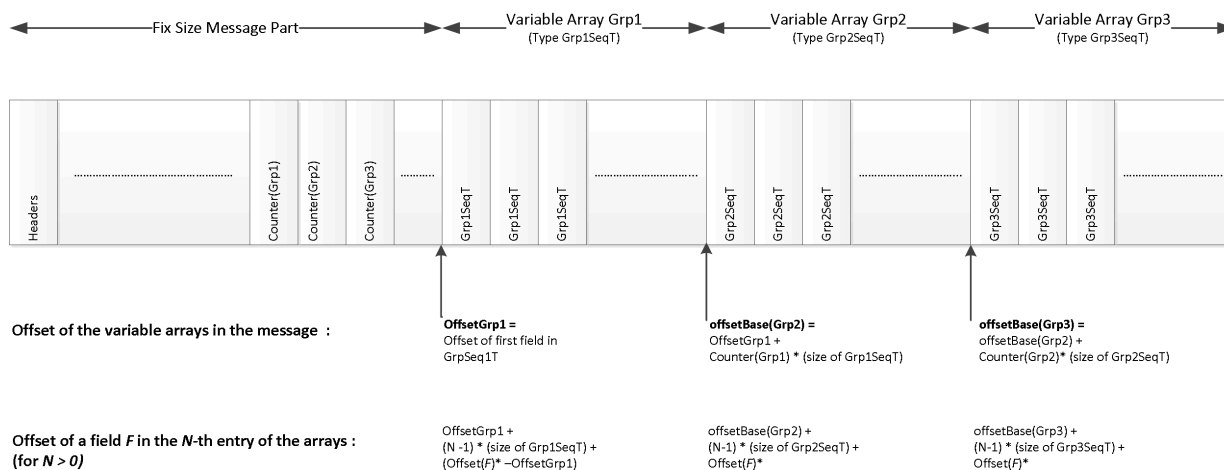 Fix Size Message Part
Variable Array Grp1
(Type Grp1SeqT)
Variable Array Grp2
(Type Grp2SeqT)
Variable Array Grp3
(Type Grp3SeqT)
Headers
Counter(Grp1)
Counter(Grp2)
Counter(Grp3)
Grp1SeqT
Grp1SeqT
Grp1SeqT
Grp2SeqT
Grp2SeqT
Grp2SeqT
Grp3SeqT
Grp3SeqT
Grp3SeqT
Offset of the variable arrays in the message :
OffsetGrp1 =
Offset of first field in
GrpSeq1T
offsetBase(Grp2) =
OffsetGrp1 +
Counter(Grp1) * (size of Grp1SeqT)
offsetBase(Grp3) =
offsetBase(Grp2) +
Counter(Grp2)* (size of Grp2SeqT)
Offset of a field F in the N-th entry of the arrays :
(for N > 0)
OffsetGrp1 +
(N -1) * (size of Grp1SeqT) +
(Offset(F)* –OffsetGrp1)
offsetBase(Grp2) +
(N-1) * (size of Grp2SeqT) +
Offset(F)*
offsetBase(Grp3) +
(N-1) * (size of Grp3SeqT) +
Offset(F)*